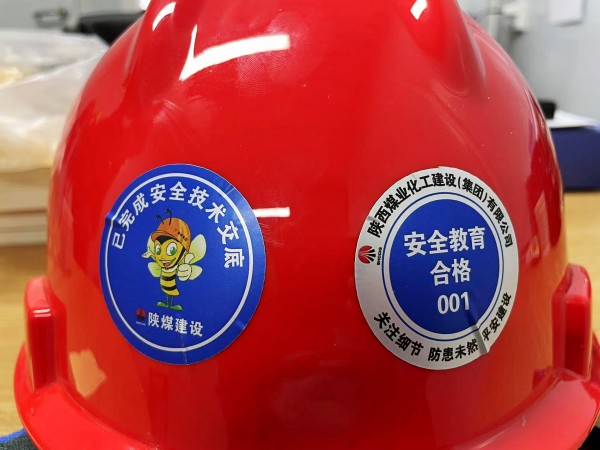 已完成安全技术交底
陕煤建设
陕西煤业化工建设(集团)有限公司
安全教育
合格
001
关注细节 防患未然 平安建设